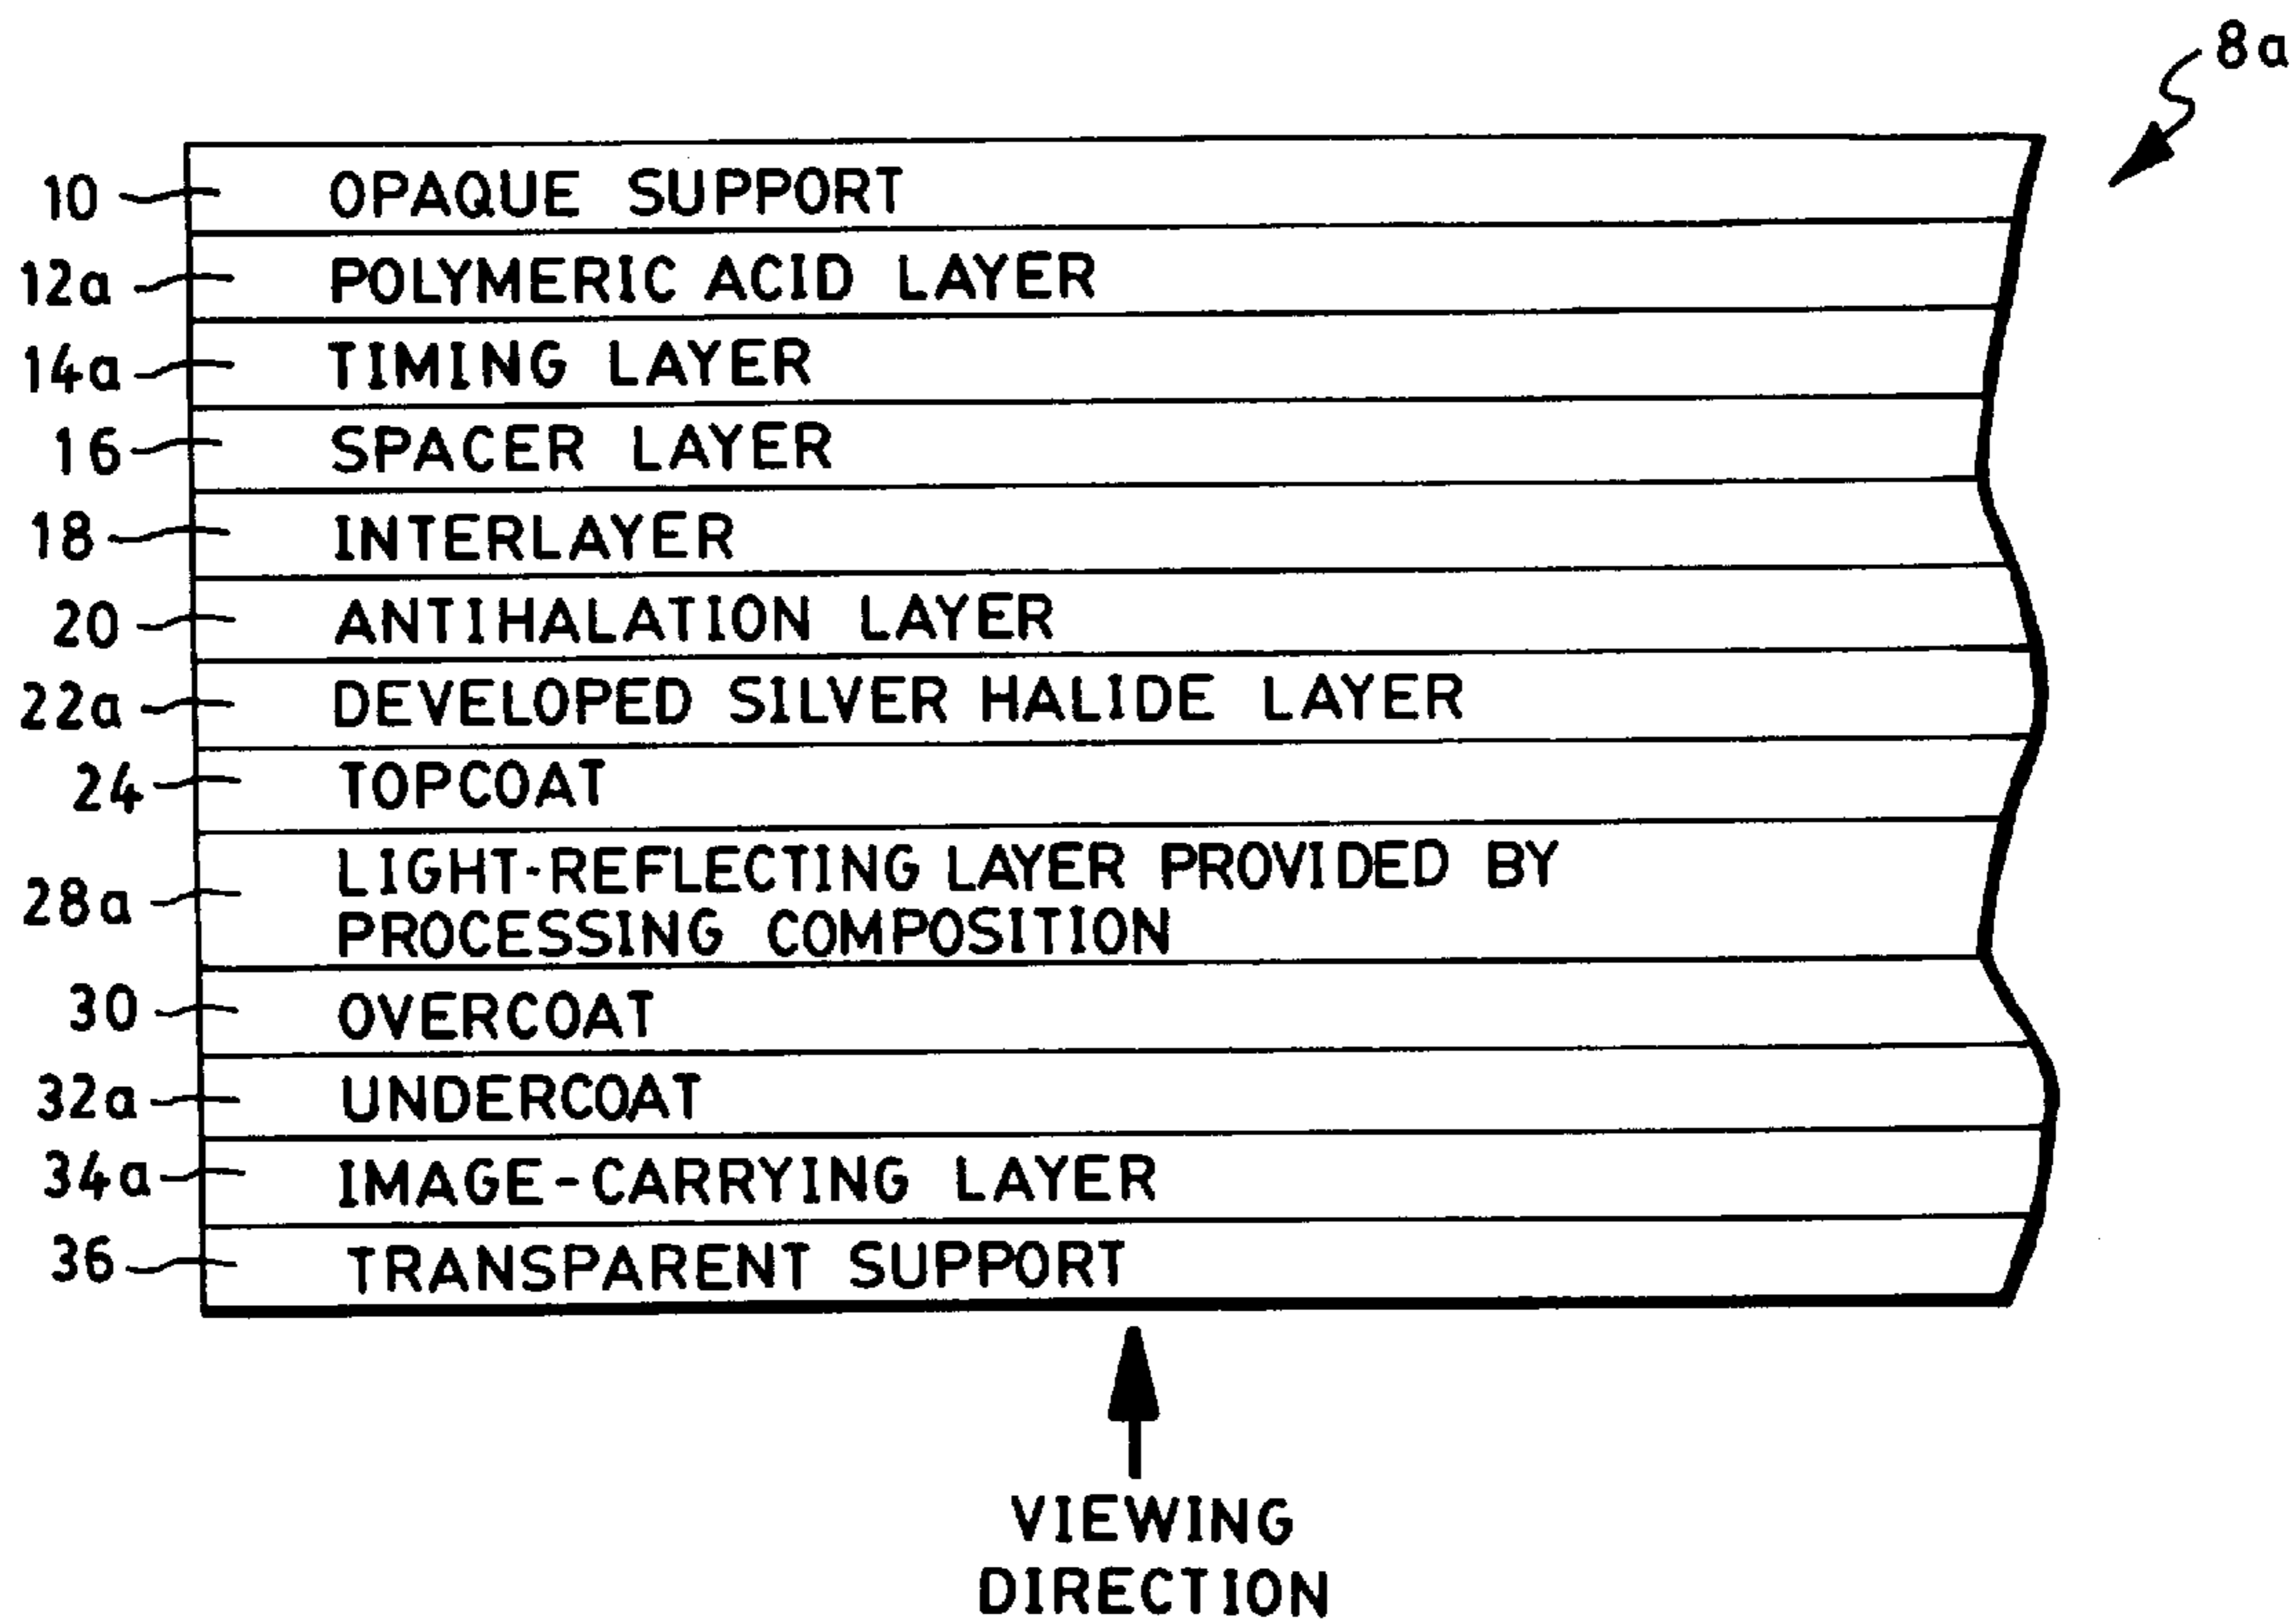 8a
10 OPAQUE SUPPORT
12a POLYMERIC ACID LAYER
14a TIMING LAYER
16 SPACER LAYER
18 INTERLAYER
20 ANTIHALATION LAYER
22a DEVELOPED SILVER HALIDE LAYER
24 TOPCOAT
28a LIGHT-REFLECTING LAYER PROVIDED BY
PROCESSING COMPOSITION
30 OVERCOAT
32a UNDERCOAT
34a IMAGE-CARRYING LAYER
36 TRANSPARENT SUPPORT
VIEWING
DIRECTION